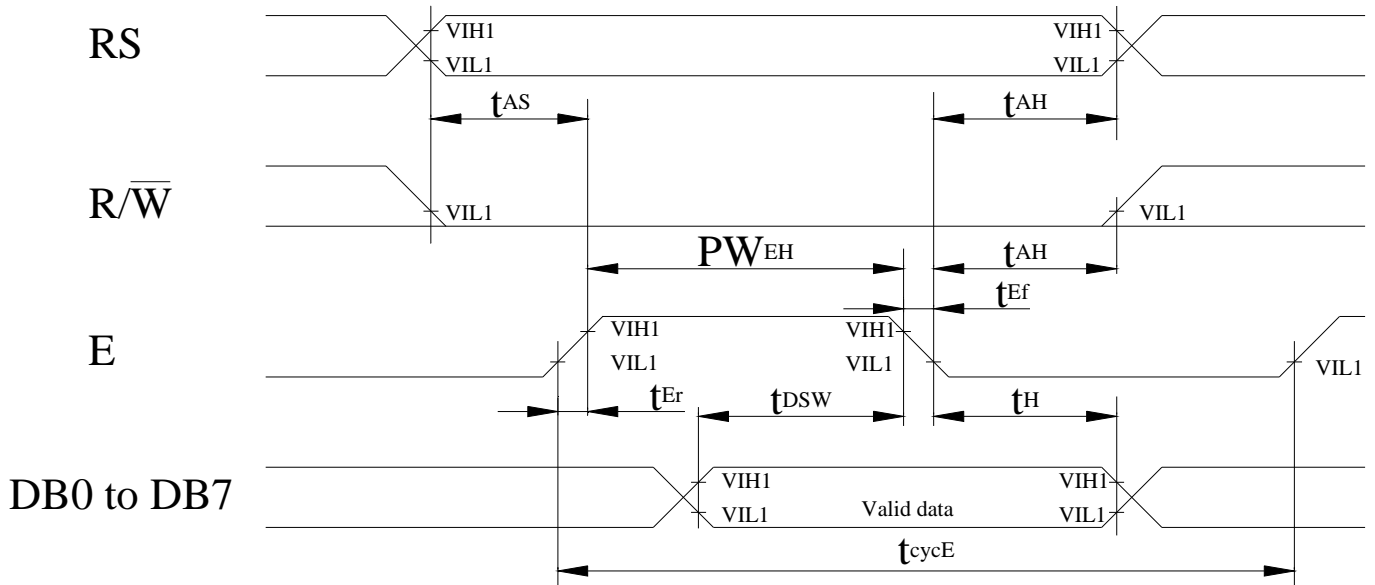 RS
VIH1
VIL1
VIH1
VIL1
tAS
tAH
R/W̅
VIL1
VIL1
PWEH
tAH
tEf
E
VIH1
VIL1
VIH1
VIL1
VIL1
tEr
tDSW
tH
DB0 to DB7
VIH1
VIL1
Valid data
VIH1
VIL1
tcycE